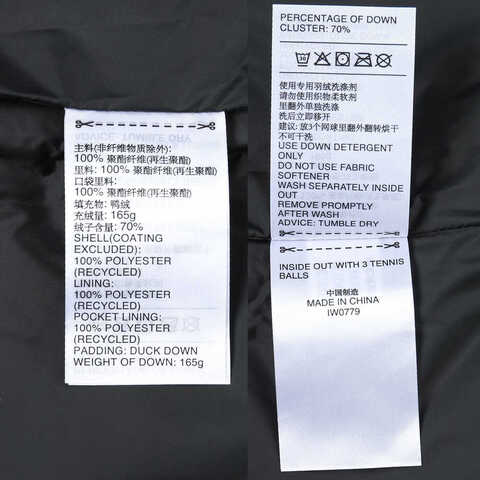 主料(非纤维物质除外):
100% 聚酯纤维(再生聚酯)
里料: 100% 聚酯纤维(再生聚酯)
口袋里料:
100% 聚酯纤维(再生聚酯)
填充物: 鸭绒
充绒量: 165g
绒子含量: 70%
SHELL(COATING
EXCLUDED):
100% POLYESTER
(RECYCLED)
LINING:
100% POLYESTER
(RECYCLED)
POCKET LINING:
100% POLYESTER
(RECYCLED)
PADDING: DUCK DOWN
WEIGHT OF DOWN: 165g
PERCENTAGE OF DOWN
CLUSTER: 70%
30
使用专用羽绒洗涤剂
请勿使用织物柔软剂
里翻外单独洗涤
洗后立即移开
建议: 放3个网球里外翻转烘干
不可干洗
USE DOWN DETERGENT
ONLY
DO NOT USE FABRIC
SOFTENER
WASH SEPARATELY INSIDE
OUT
REMOVE PROMPTLY
AFTER WASH
ADVICE: TUMBLE DRY
INSIDE OUT WITH 3 TENNIS
BALLS
中国制造
MADE IN CHINA
IW0779